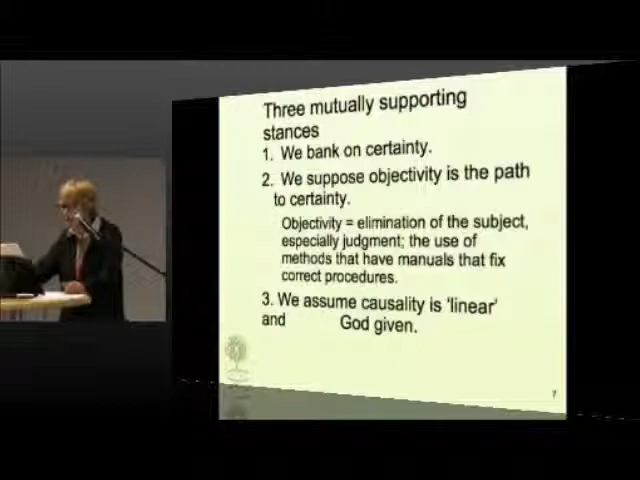 Three mutually supporting
stances
1. We bank on certainty.
2. We suppose objectivity is the path
to certainty.
Objectivity = elimination of the subject,
especially judgment; the use of
methods that have manuals that fix
correct procedures.
3. We assume causality is 'linear'
and God given.
7